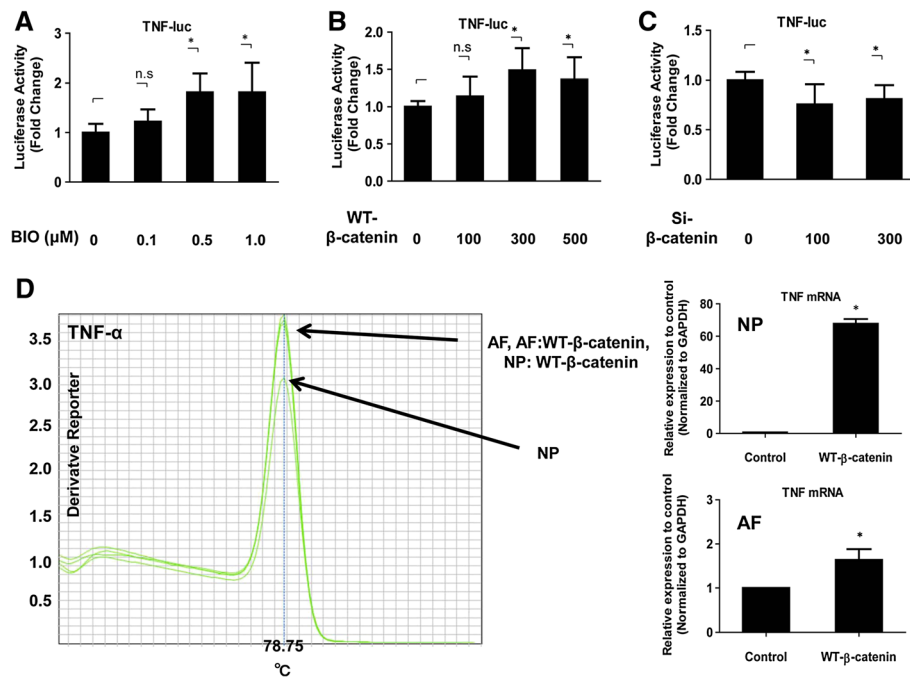 A
TNF-luc
Luciferase Activity
(Fold Change)
3
2
1
0
n.s
*
*
BIO (µM) 0 0.1 0.5 1.0
B
TNF-luc
Luciferase Activity
(Fold Change)
2.0
1.5
1.0
0.5
0.0
n.s
*
*
WT-
β-catenin 0 100 300 500
C
TNF-luc
Luciferase Activity
(Fold Change)
1.5
1.0
0.5
0.0
*
*
Si-
β-catenin 0 100 300
D
TNF-α
Derivatve Reporter
3.5
3.0
2.5
2.0
1.5
1.0
0.5
78.75
°C
AF, AF:WT-β-catenin,
NP: WT-β-catenin
NP
TNF mRNA
NP
Relative expression to control
(Normalized to GAPDH)
80
60
40
20
0
*
Control WT-β-catenin
TNF mRNA
AF
Relative expression to control
(Normalized to GAPDH)
3
2
1
0
*
Control WT-β-catenin